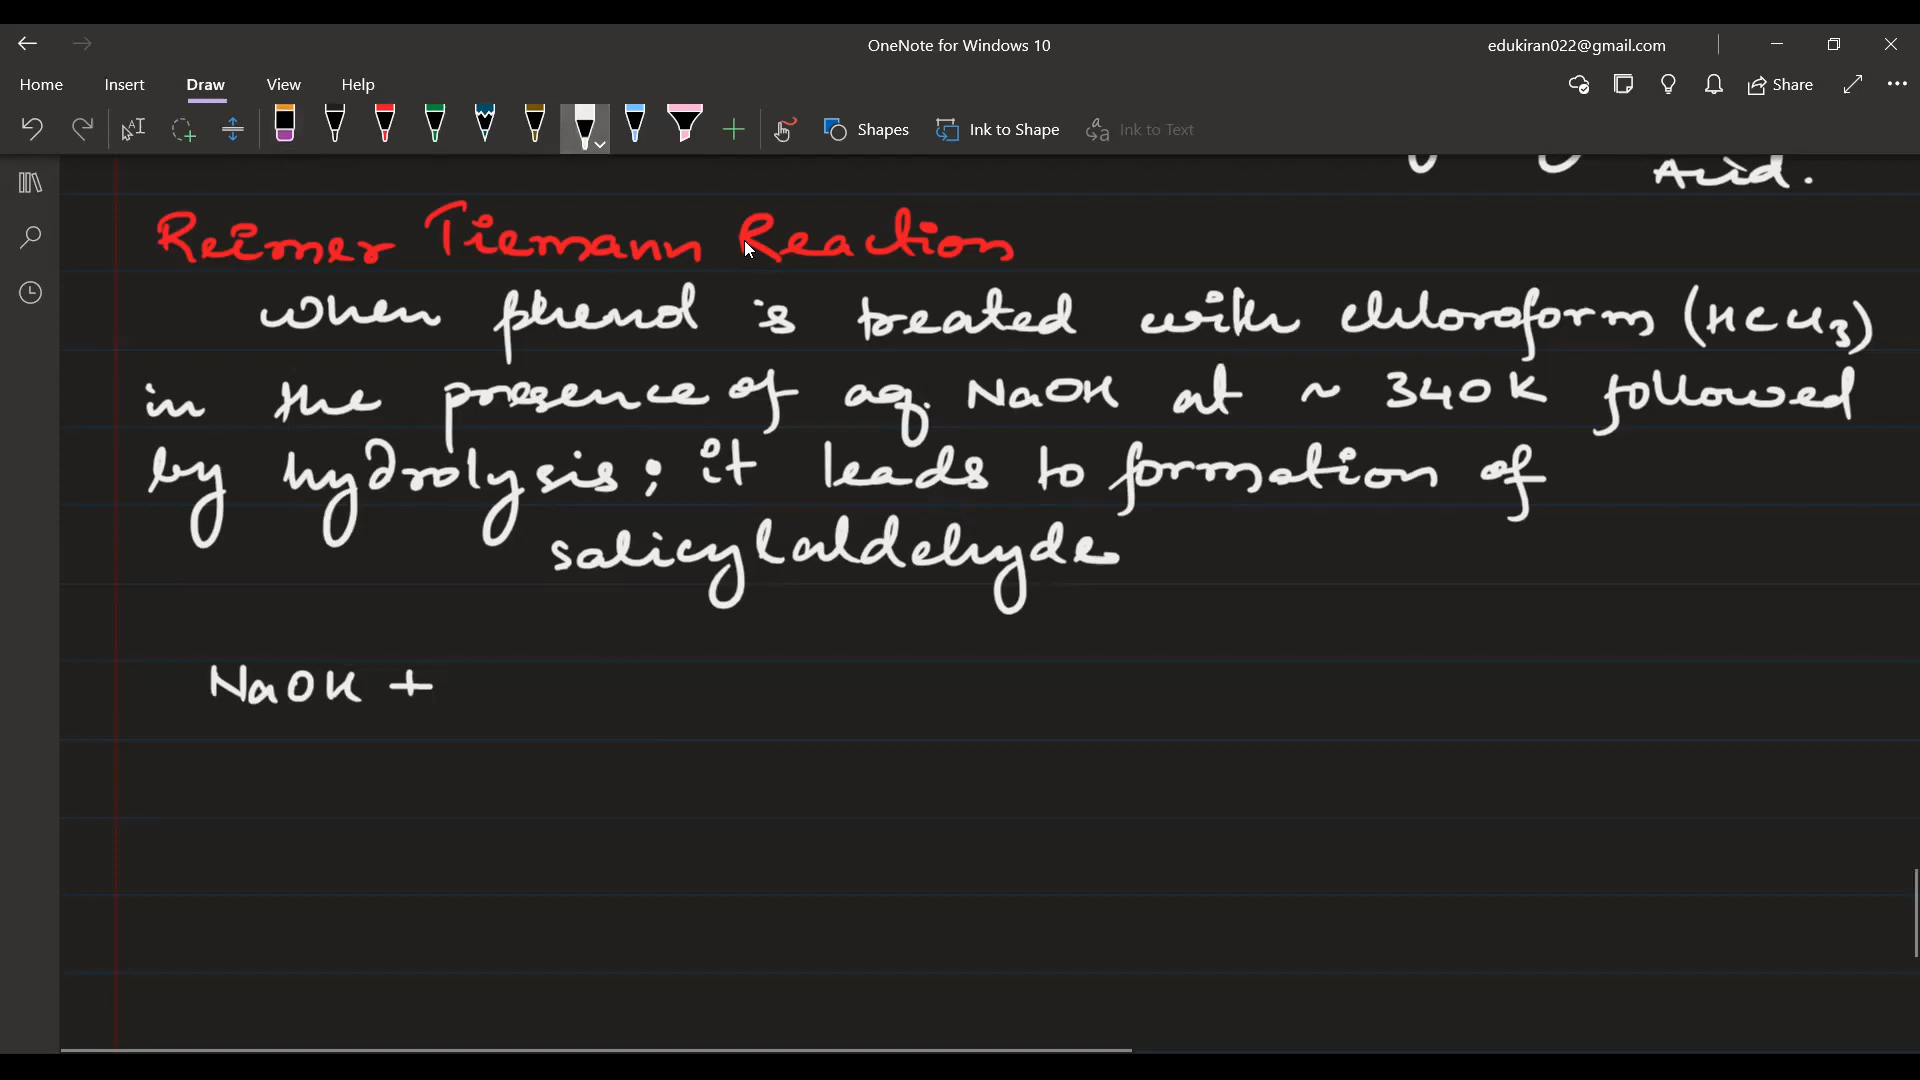 OneNote for Windows 10
edukiran022@gmail.com
Home Insert Draw View Help
Share
Shapes Ink to Shape Ink to Text
Acid.
Reimer Tiemann Reaction
when phenol is treated with chloroform (HCCl3)
in the presence of aq. NaOH at ~ 340K followed
by hydrolysis; it leads to formation of
salicylaldehyde
NaOH +